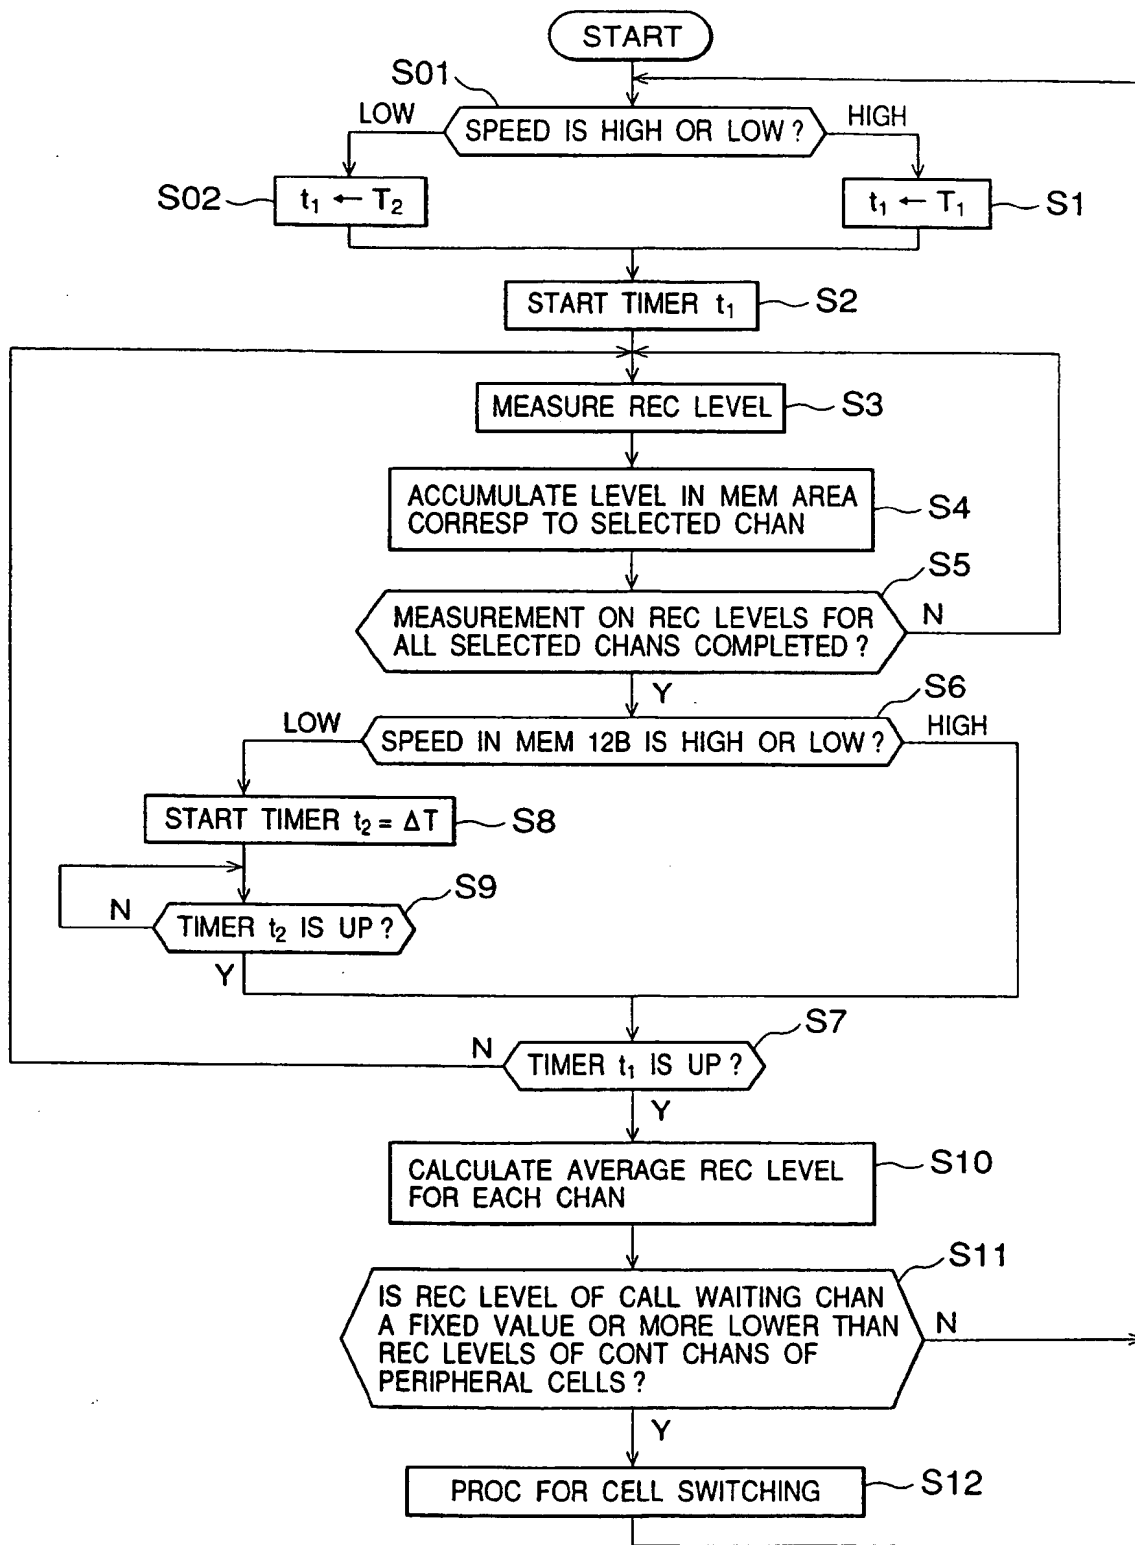 START
S01
LOW
SPEED IS HIGH OR LOW ?
HIGH
S02
t₁ ← T₂
t₁ ← T₁
S1
START TIMER t₁
S2
MEASURE REC LEVEL
S3
ACCUMULATE LEVEL IN MEM AREA
CORRESP TO SELECTED CHAN
S4
S5
MEASUREMENT ON REC LEVELS FOR
ALL SELECTED CHANS COMPLETED ?
N
Y
S6
LOW
SPEED IN MEM 12B IS HIGH OR LOW ?
HIGH
START TIMER t₂ = ΔT
S8
S9
N
TIMER t₂ IS UP ?
Y
S7
N
TIMER t₁ IS UP ?
Y
CALCULATE AVERAGE REC LEVEL
FOR EACH CHAN
S10
S11
IS REC LEVEL OF CALL WAITING CHAN
A FIXED VALUE OR MORE LOWER THAN
REC LEVELS OF CONT CHANS OF
PERIPHERAL CELLS ?
N
Y
PROC FOR CELL SWITCHING
S12